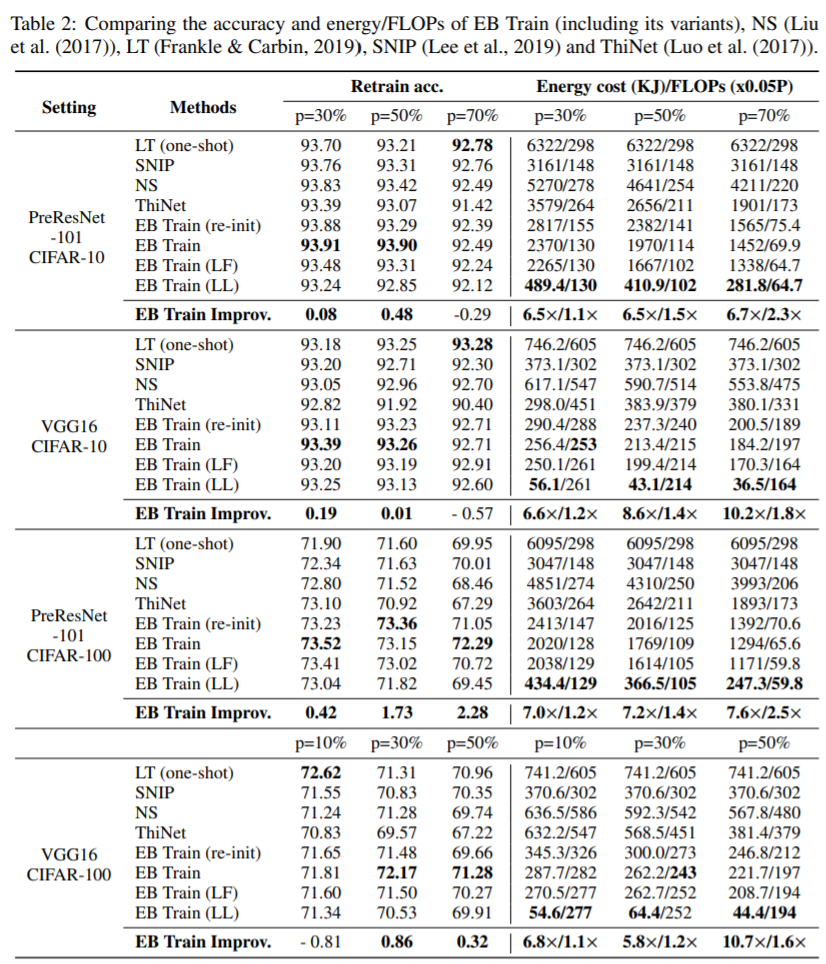 Table 2: Comparing the accuracy and energy/FLOPs of EB Train (including its variants), NS (Liu
et al. (2017)), LT (Frankle & Carbin, 2019), SNIP (Lee et al., 2019) and ThiNet (Luo et al. (2017)).
Setting Methods Retrain acc. Energy cost (KJ)/FLOPs (x0.05P)
p=30% p=50% p=70% p=30% p=50% p=70%
PreResNet
-101
CIFAR-10
LT (one-shot) 93.70 93.21 92.78 6322/298 6322/298 6322/298
SNIP 93.76 93.31 92.76 3161/148 3161/148 3161/148
NS 93.83 93.42 92.49 5270/278 4641/254 4211/220
ThiNet 93.39 93.07 91.42 3579/264 2656/211 1901/173
EB Train (re-init) 93.88 93.29 92.39 2817/155 2382/141 1565/75.4
EB Train 93.91 93.90 92.49 2370/130 1970/114 1452/69.9
EB Train (LF) 93.48 93.31 92.24 2265/130 1667/102 1338/64.7
EB Train (LL) 93.24 92.85 92.12 489.4/130 410.9/102 281.8/64.7
EB Train Improv. 0.08 0.48 -0.29 6.5×/1.1× 6.5×/1.5× 6.7×/2.3×
VGG16
CIFAR-10
LT (one-shot) 93.18 93.25 93.28 746.2/605 746.2/605 746.2/605
SNIP 93.20 92.71 92.30 373.1/302 373.1/302 373.1/302
NS 93.05 92.96 92.70 617.1/547 590.7/514 553.8/475
ThiNet 92.82 91.92 90.40 298.0/451 383.9/379 380.1/331
EB Train (re-init) 93.11 93.23 92.71 290.4/288 237.3/240 200.5/189
EB Train 93.39 93.26 92.71 256.4/253 213.4/215 184.2/197
EB Train (LF) 93.20 93.19 92.91 250.1/261 199.4/214 170.3/164
EB Train (LL) 93.25 93.13 92.60 56.1/261 43.1/214 36.5/164
EB Train Improv. 0.19 0.01 - 0.57 6.6×/1.2× 8.6×/1.4× 10.2×/1.8×
PreResNet
-101
CIFAR-100
LT (one-shot) 71.90 71.60 69.95 6095/298 6095/298 6095/298
SNIP 72.34 71.63 70.01 3047/148 3047/148 3047/148
NS 72.80 71.52 68.46 4851/274 4310/250 3993/206
ThiNet 73.10 70.92 67.29 3603/264 2642/211 1893/173
EB Train (re-init) 73.23 73.36 71.05 2413/147 2016/125 1392/70.6
EB Train 73.52 73.15 72.29 2020/128 1769/109 1294/65.6
EB Train (LF) 73.41 73.02 70.72 2038/129 1614/105 1171/59.8
EB Train (LL) 73.04 71.82 69.45 434.4/129 366.5/105 247.3/59.8
EB Train Improv. 0.42 1.73 2.28 7.0×/1.2× 7.2×/1.4× 7.6×/2.5×
p=10% p=30% p=50% p=10% p=30% p=50%
VGG16
CIFAR-100
LT (one-shot) 72.62 71.31 70.96 741.2/605 741.2/605 741.2/605
SNIP 71.55 70.83 70.35 370.6/302 370.6/302 370.6/302
NS 71.24 71.28 69.74 636.5/586 592.3/542 567.8/480
ThiNet 70.83 69.57 67.22 632.2/547 568.5/451 381.4/379
EB Train (re-init) 71.65 71.48 69.66 345.3/326 300.0/273 246.8/212
EB Train 71.81 72.17 71.28 287.7/282 262.2/243 221.7/197
EB Train (LF) 71.60 71.50 70.27 270.5/277 262.7/252 208.7/194
EB Train (LL) 71.34 70.53 69.91 54.6/277 64.4/252 44.4/194
EB Train Improv. - 0.81 0.86 0.32 6.8×/1.1× 5.8×/1.2× 10.7×/1.6×